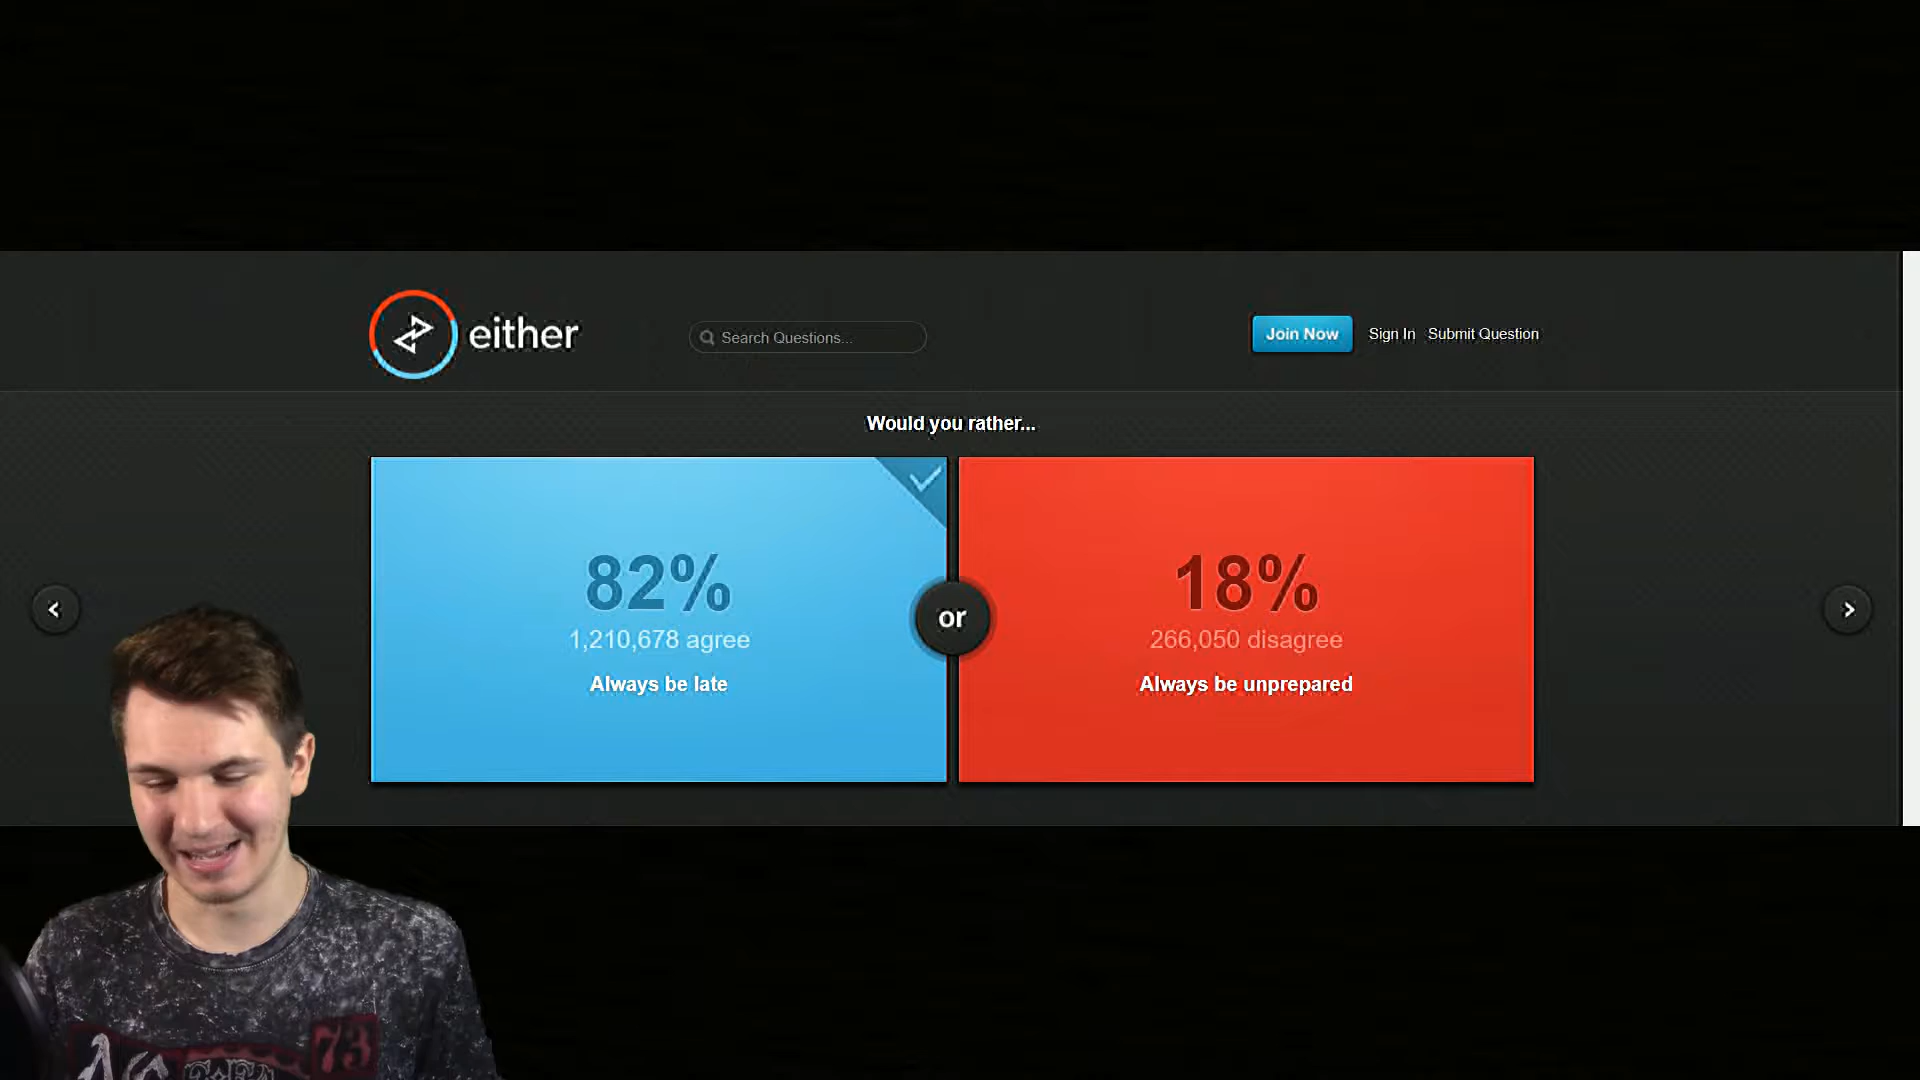 either
Search Questions...
Join Now
Sign In
Submit Question
Would you rather...
82%
1,210,678 agree
Always be late
or
18%
266,050 disagree
Always be unprepared
73